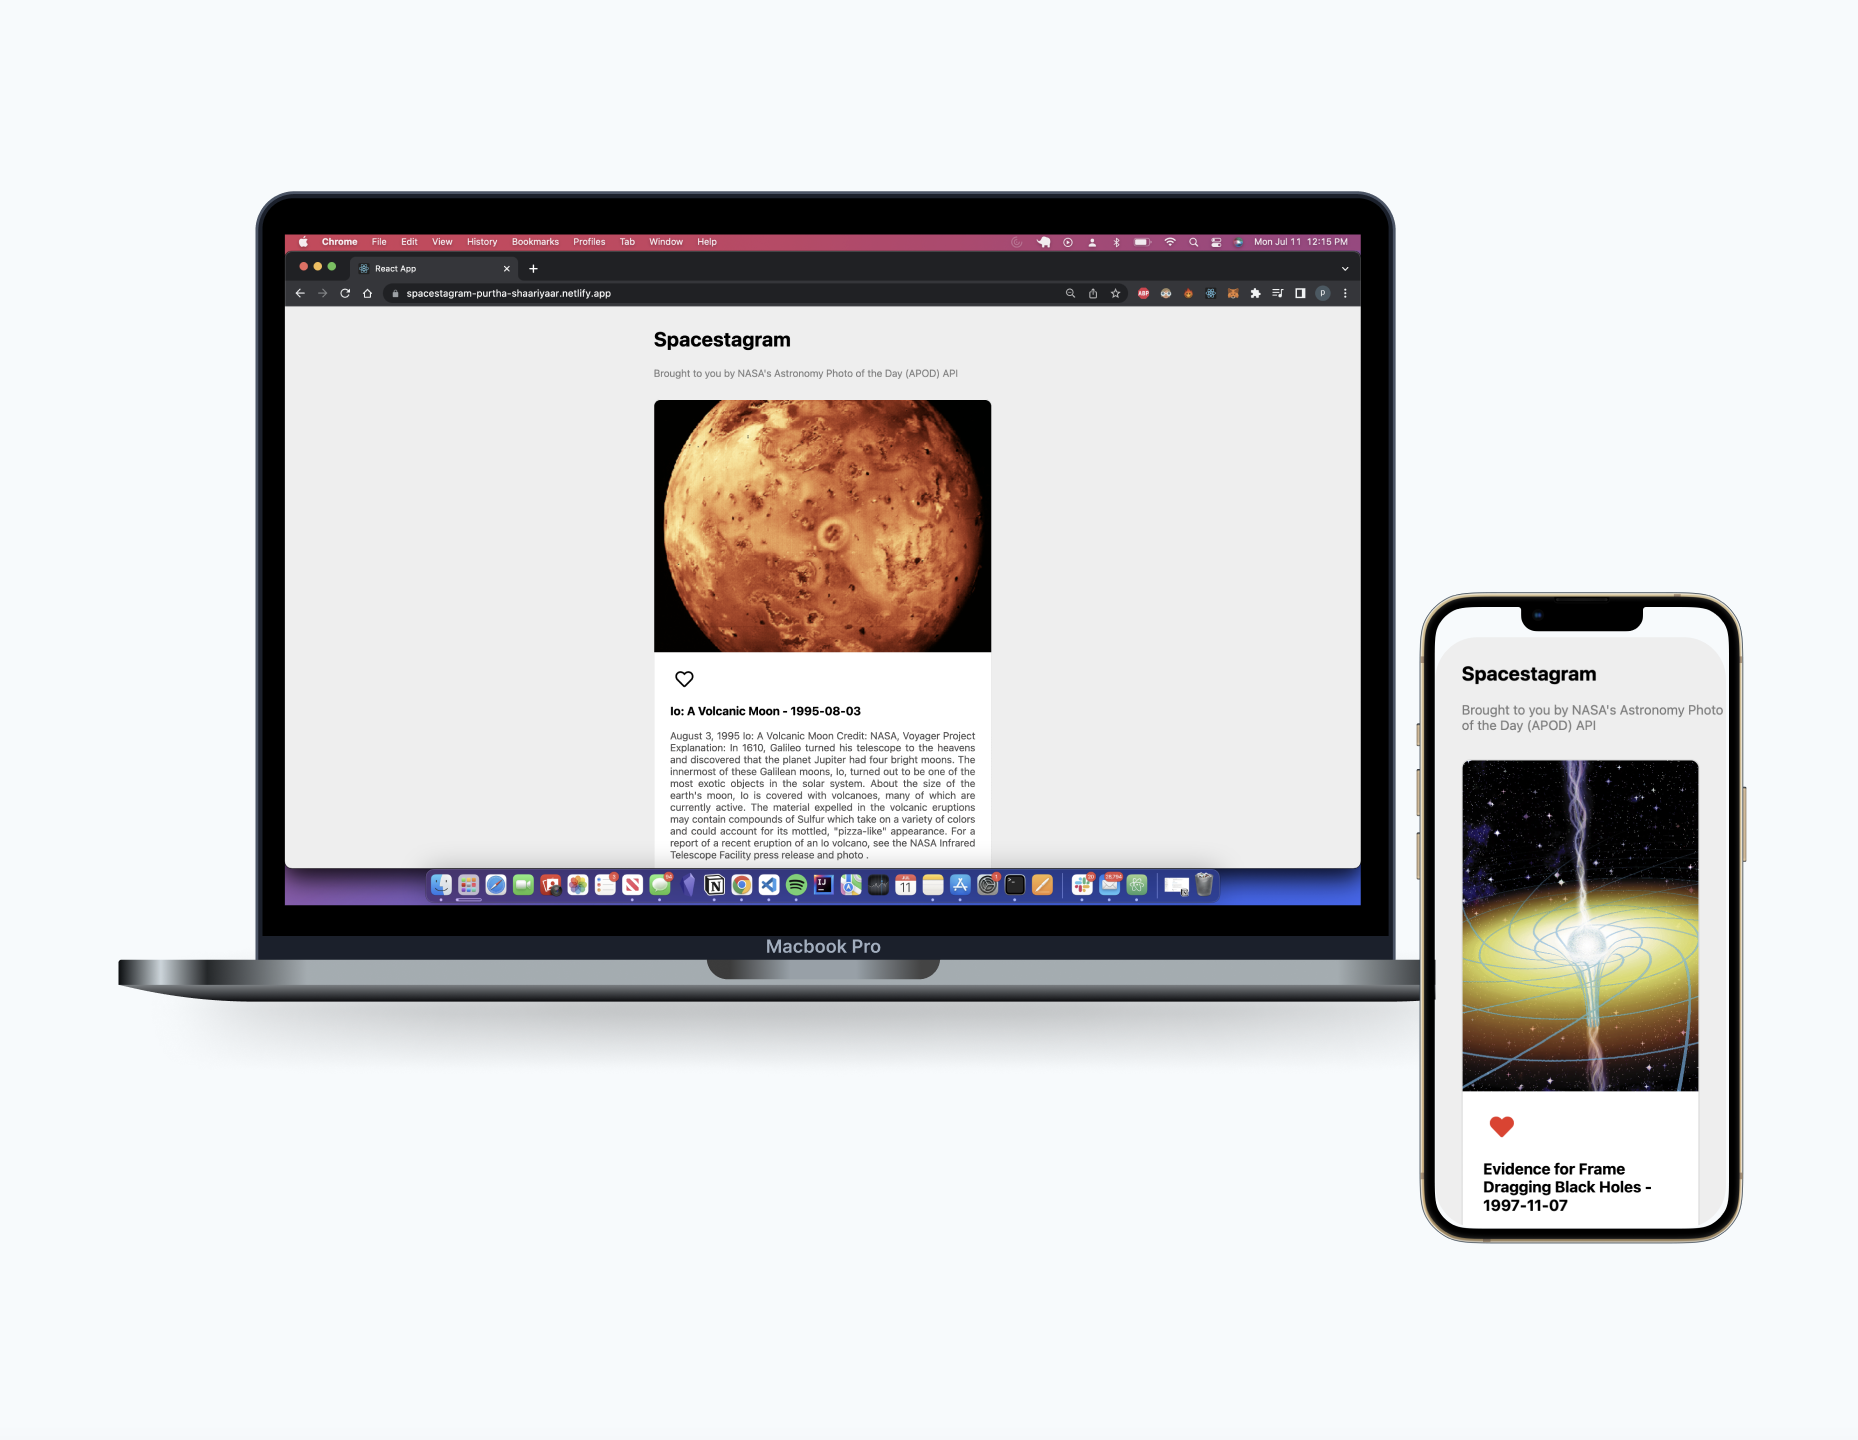 Chrome File Edit View History Bookmarks Profiles Tab Window Help Mon Jul 11 12:15 PM
React App
spacestagram-purtha-shaariyaar.netlify.app
ABP
P
Spacestagram
Brought to you by NASA's Astronomy Photo of the Day (APOD) API
Io: A Volcanic Moon - 1995-08-03
August 3, 1995 Io: A Volcanic Moon Credit: NASA, Voyager Project
Explanation: In 1610, Galileo turned his telescope to the heavens
and discovered that the planet Jupiter had four bright moons. The
innermost of these Galilean moons, Io, turned out to be one of the
most exotic objects in the solar system. About the size of the
earth's moon, Io is covered with volcanoes, many of which are
currently active. The material expelled in the volcanic eruptions
may contain compounds of Sulfur which take on a variety of colors
and could account for its mottled, "pizza-like" appearance. For a
report of a recent eruption of an Io volcano, see the NASA Infrared
Telescope Facility press release and photo .
11
Macbook Pro
Spacestagram
Brought to you by NASA's Astronomy Photo
of the Day (APOD) API
Evidence for Frame
Dragging Black Holes -
1997-11-07